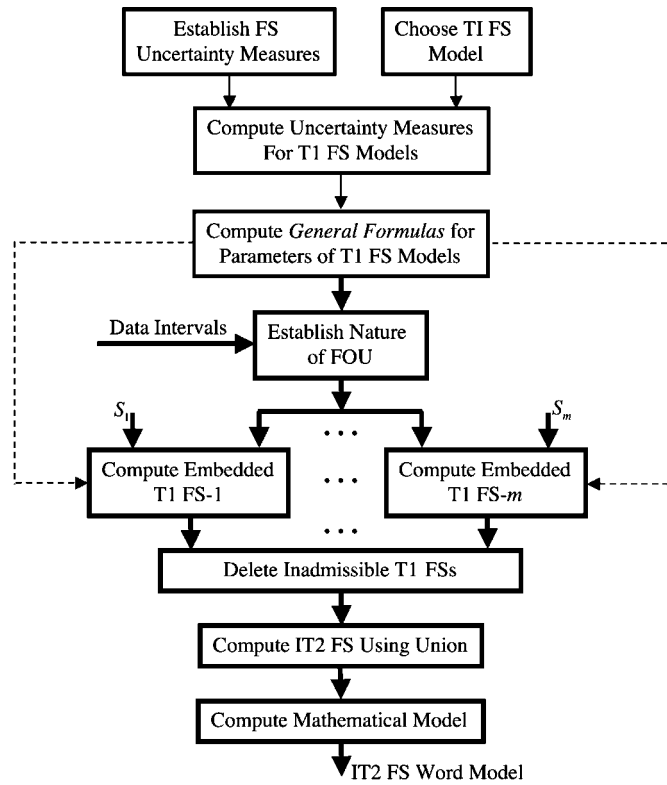 Establish FS
Uncertainty Measures
Choose TI FS
Model
Compute Uncertainty Measures
For T1 FS Models
Compute General Formulas for
Parameters of T1 FS Models
Data Intervals
Establish Nature
of FOU
S1
Sm
Compute Embedded
T1 FS-1
Compute Embedded
T1 FS-m
Delete Inadmissible T1 FSs
Compute IT2 FS Using Union
Compute Mathematical Model
IT2 FS Word Model